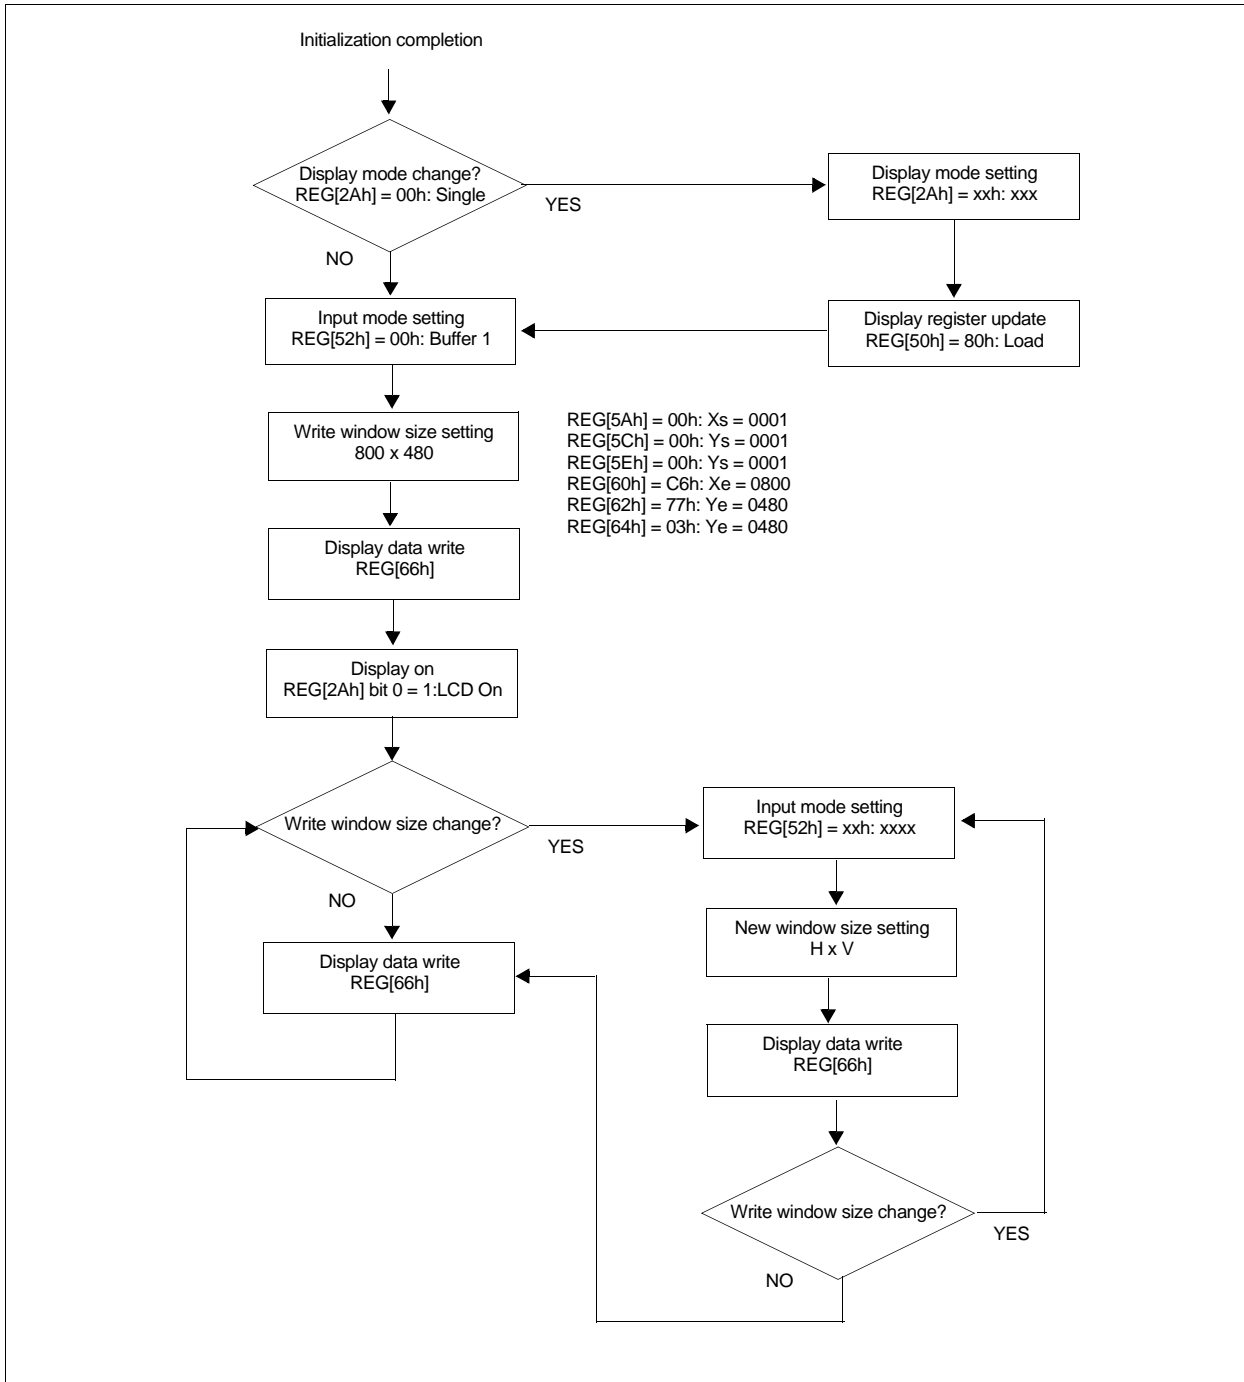 Initialization completion
Display mode change?
REG[2Ah] = 00h: Single
YES
NO
Display mode setting
REG[2Ah] = xxh: xxx
Display register update
REG[50h] = 80h: Load
Input mode setting
REG[52h] = 00h: Buffer 1
Write window size setting
800 x 480
REG[5Ah] = 00h: Xs = 0001
REG[5Ch] = 00h: Ys = 0001
REG[5Eh] = 00h: Ys = 0001
REG[60h] = C6h: Xe = 0800
REG[62h] = 77h: Ye = 0480
REG[64h] = 03h: Ye = 0480
Display data write
REG[66h]
Display on
REG[2Ah] bit 0 = 1:LCD On
Write window size change?
YES
NO
Display data write
REG[66h]
Input mode setting
REG[52h] = xxh: xxxx
New window size setting
H x V
Display data write
REG[66h]
Write window size change?
YES
NO